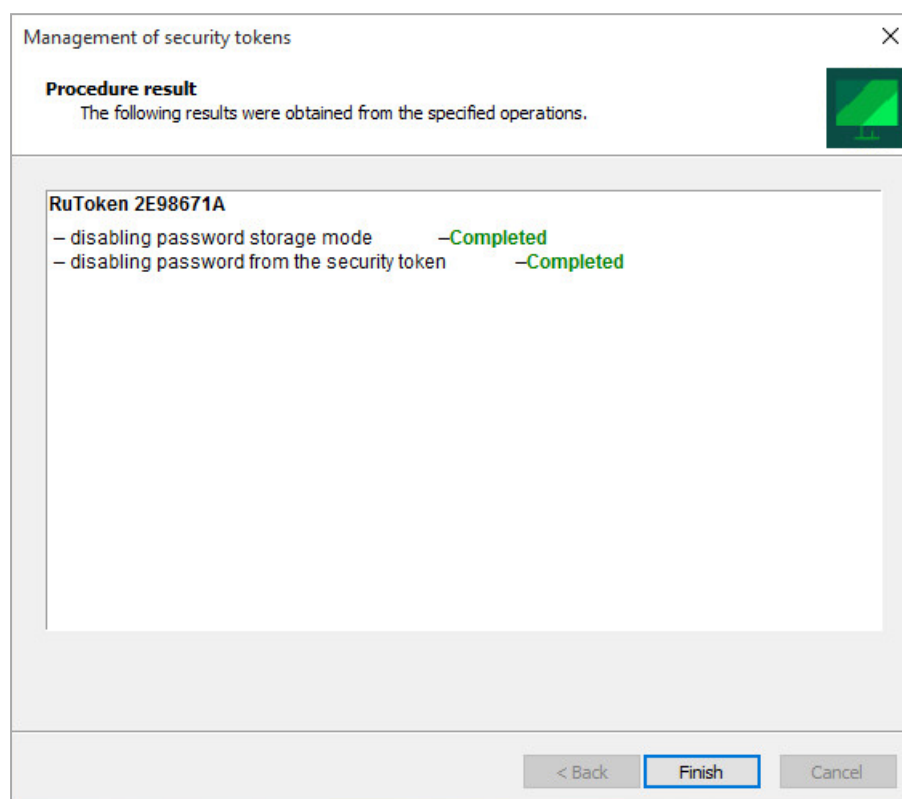 Management of security tokens
Procedure result
The following results were obtained from the specified operations.
RuToken 2E98671A
– disabling password storage mode –Completed
– disabling password from the security token –Completed
< Back Finish Cancel